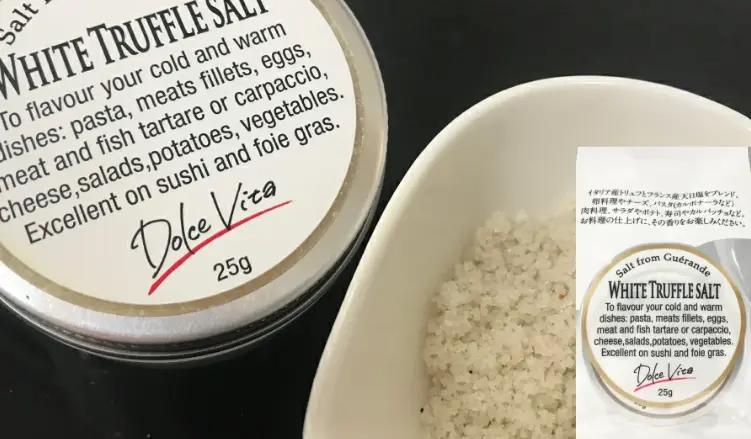 Salt
WHITE TRUFFLE SALT
To flavour your cold and warm
dishes: pasta, meats fillets, eggs,
meat and fish tartare or carpaccio,
cheese,salads,potatoes, vegetables.
Excellent on sushi and foie gras.
Dolce Vita
25g
イタリア産トリュフとフランス産天日塩をブレンド。
卵料理やチーズ、パスタ(カルボナーラなど)
肉料理、サラダやポテト、寿司やカルパッチョなど、
お料理の仕上げに、その香りをお楽しみください。
Salt from Guérande
WHITE TRUFFLE SALT
To flavour your cold and warm
dishes: pasta, meats fillets, eggs,
meat and fish tartare or carpaccio,
cheese,salads,potatoes, vegetables.
Excellent on sushi and foie gras.
Dolce Vita
25g